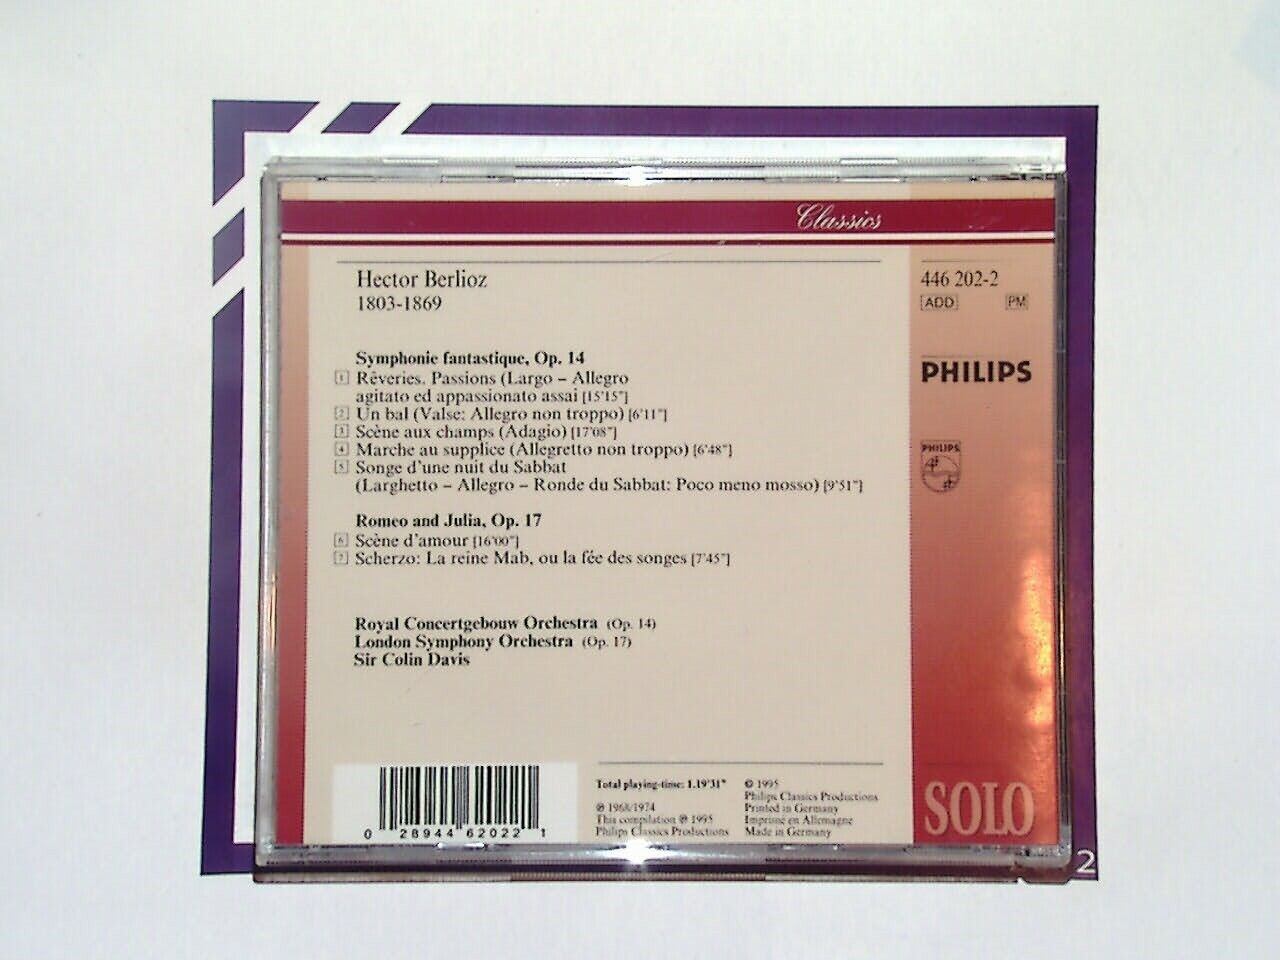 Classics
Hector Berlioz
1803-1869
446 202-2
ADD PM
PHILIPS
PHILIPS
Symphonie fantastique, Op. 14
1 Rêveries. Passions (Largo – Allegro
agitato ed appassionato assai [15'15"]
2 Un bal (Valse: Allegro non troppo) [6'11"]
3 Scène aux champs (Adagio) [17'08"]
4 Marche au supplice (Allegretto non troppo) [6'48"]
5 Songe d'une nuit du Sabbat
(Larghetto – Allegro – Ronde du Sabbat: Poco meno mosso) [9'51"]
Romeo and Julia, Op. 17
6 Scène d'amour [16'00"]
7 Scherzo: La reine Mab, ou la fée des songes [7'45"]
Royal Concertgebouw Orchestra (Op. 14)
London Symphony Orchestra (Op. 17)
Sir Colin Davis
0 28944 62022 1
Total playing-time: 1.19'31"
℗ 1968/1974
This compilation ℗ 1995
Philips Classics Productions
© 1995
Philips Classics Productions
Printed in Germany
Imprimé en Allemagne
Made in Germany
SOLO
2